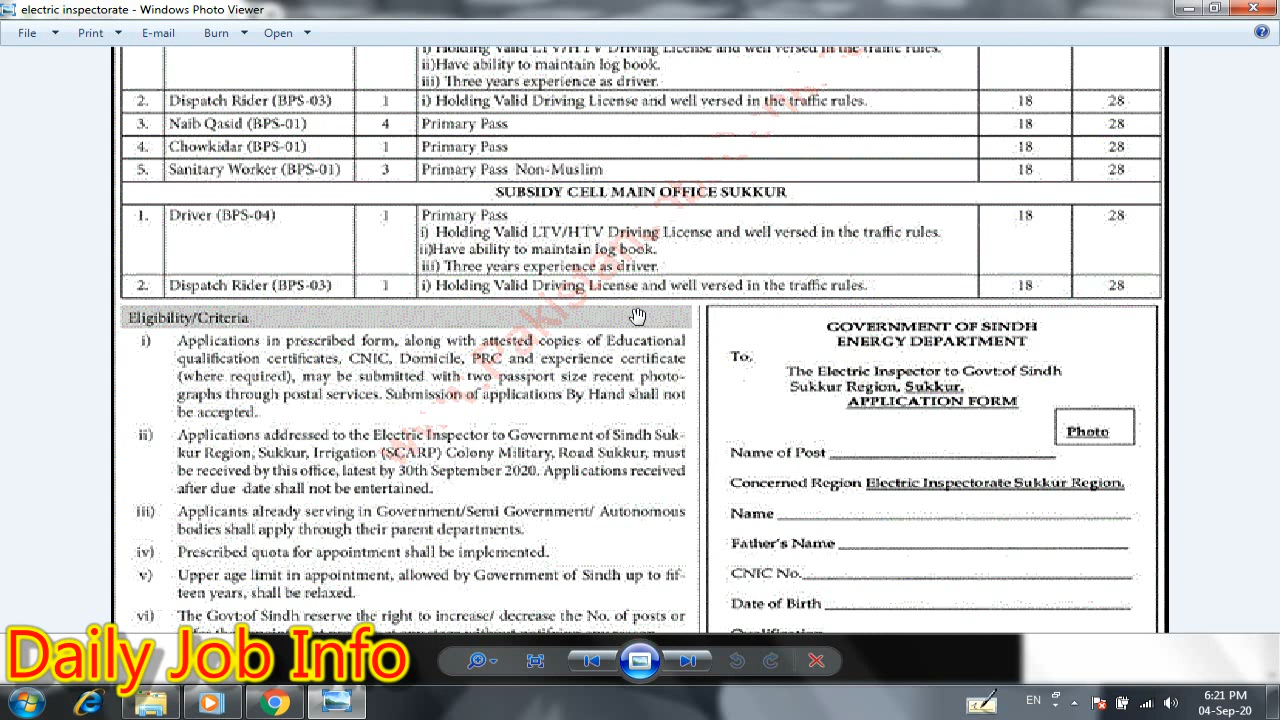 electric inspectorate - Windows Photo Viewer
File Print E-mail Burn Open
i) Holding Valid LTV/HTV Driving License and well versed in the traffic rules.
ii)Have ability to maintain log book.
iii) Three years experience as driver.
2. Dispatch Rider (BPS-03) 1 i) Holding Valid Driving License and well versed in the traffic rules. 18 28
3. Naib Qasid (BPS-01) 4 Primary Pass 18 28
4. Chowkidar (BPS-01) 1 Primary Pass 18 28
5. Sanitary Worker (BPS-01) 3 Primary Pass Non-Muslim 18 28
SUBSIDY CELL MAIN OFFICE SUKKUR
1. Driver (BPS-04) 1 Primary Pass 18 28
i) Holding Valid LTV/HTV Driving License and well versed in the traffic rules.
ii)Have ability to maintain log book.
iii) Three years experience as driver.
2. Dispatch Rider (BPS-03) 1 i) Holding Valid Driving License and well versed in the traffic rules. 18 28
Eligibility/Criteria
i) Applications in prescribed form, along with attested copies of Educational
qualification certificates, CNIC, Domicile, PRC and experience certificate
(where required), may be submitted with two passport size recent photo-
graphs through postal services. Submission of applications By Hand shall not
be accepted.
ii) Applications addressed to the Electric Inspector to Government of Sindh Suk-
kur Region, Sukkur, Irrigation (WRP) Colony Military, Road Sukkur, must
be received by this office, latest by 30th September 2020. Applications received
after due date shall not be entertained.
iii) Applicants already serving in Government/Semi Government/ Autonomous
bodies shall apply through their parent departments.
iv) Prescribed quota for appointment shall be implemented.
v) Upper age limit in appointment, allowed by Government of Sindh up to fif-
teen years, shall be relaxed.
vi) The Govt:of Sindh reserve the right to increase/ decrease the No. of posts or
GOVERNMENT OF SINDH
ENERGY DEPARTMENT
To,
The Electric Inspector to Govt:of Sindh
Sukkur Region, Sukkur.
APPLICATION FORM
Photo
Name of Post
Concerned Region Electric Inspectorate Sukkur Region.
Name
Father's Name
CNIC No.
Date of Birth
Qualification
Daily Job Info
EN
6:21 PM
04-Sep-20